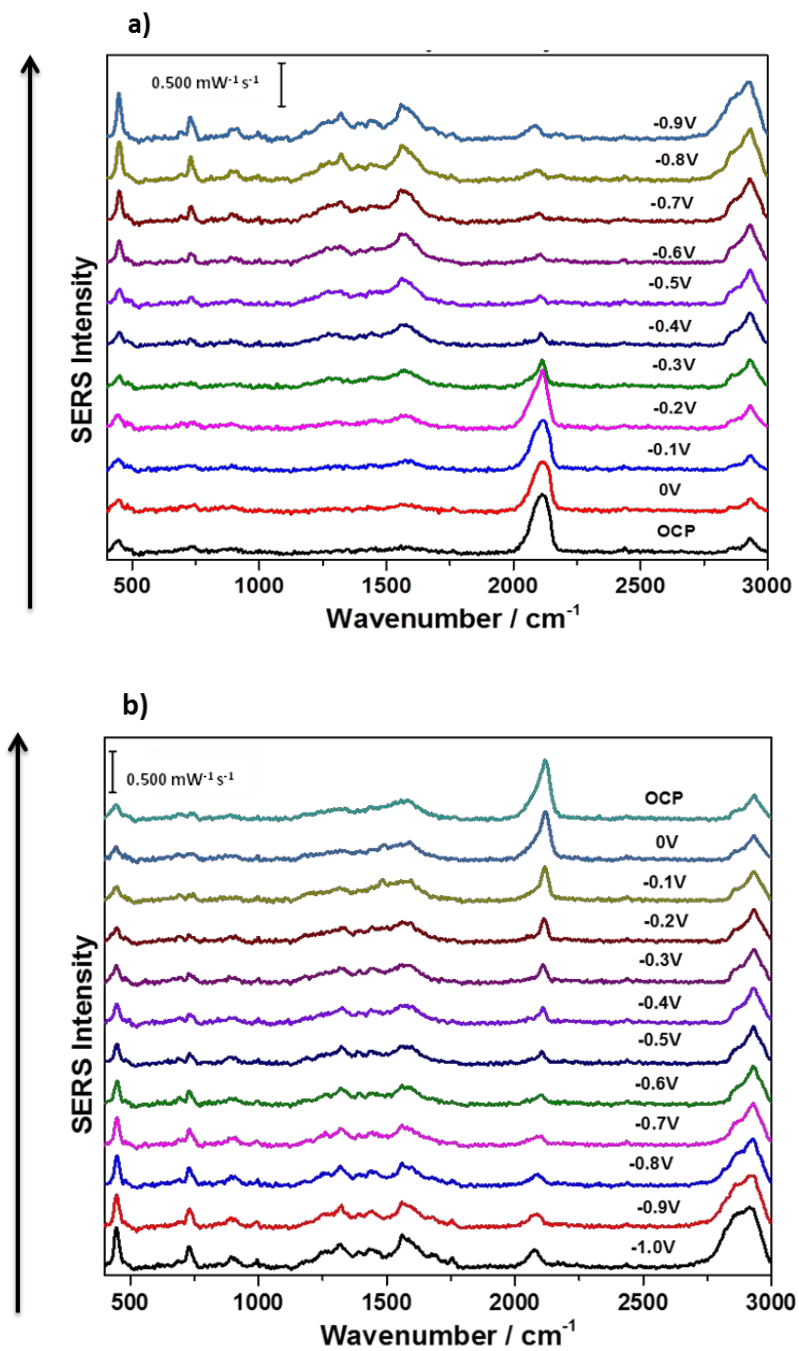 a)
0.500 mW⁻¹ s⁻¹
-0.9V
-0.8V
-0.7V
-0.6V
-0.5V
-0.4V
-0.3V
-0.2V
-0.1V
0V
OCP
SERS Intensity
500 1000 1500 2000 2500 3000
Wavenumber / cm⁻¹
b)
0.500 mW⁻¹ s⁻¹
OCP
0V
-0.1V
-0.2V
-0.3V
-0.4V
-0.5V
-0.6V
-0.7V
-0.8V
-0.9V
-1.0V
SERS Intensity
500 1000 1500 2000 2500 3000
Wavenumber / cm⁻¹